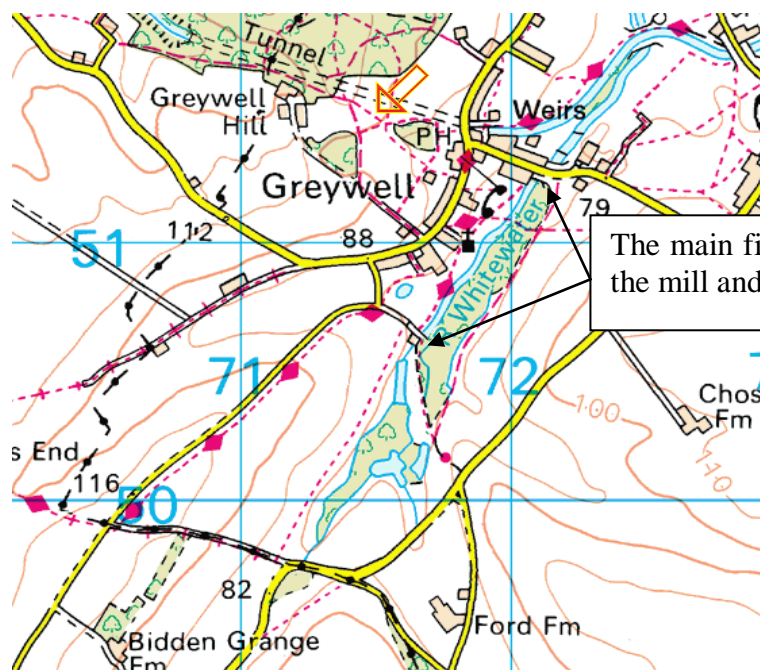 Tunnel
Greywell
Hill
PH
Weirs
Greywell
79
112
88
51
R Whitewater
The main fi
the mill and
71
72
100
Chos
Fm
110
s End
116
50
82
Ford Fm
Bidden Grange
Fm